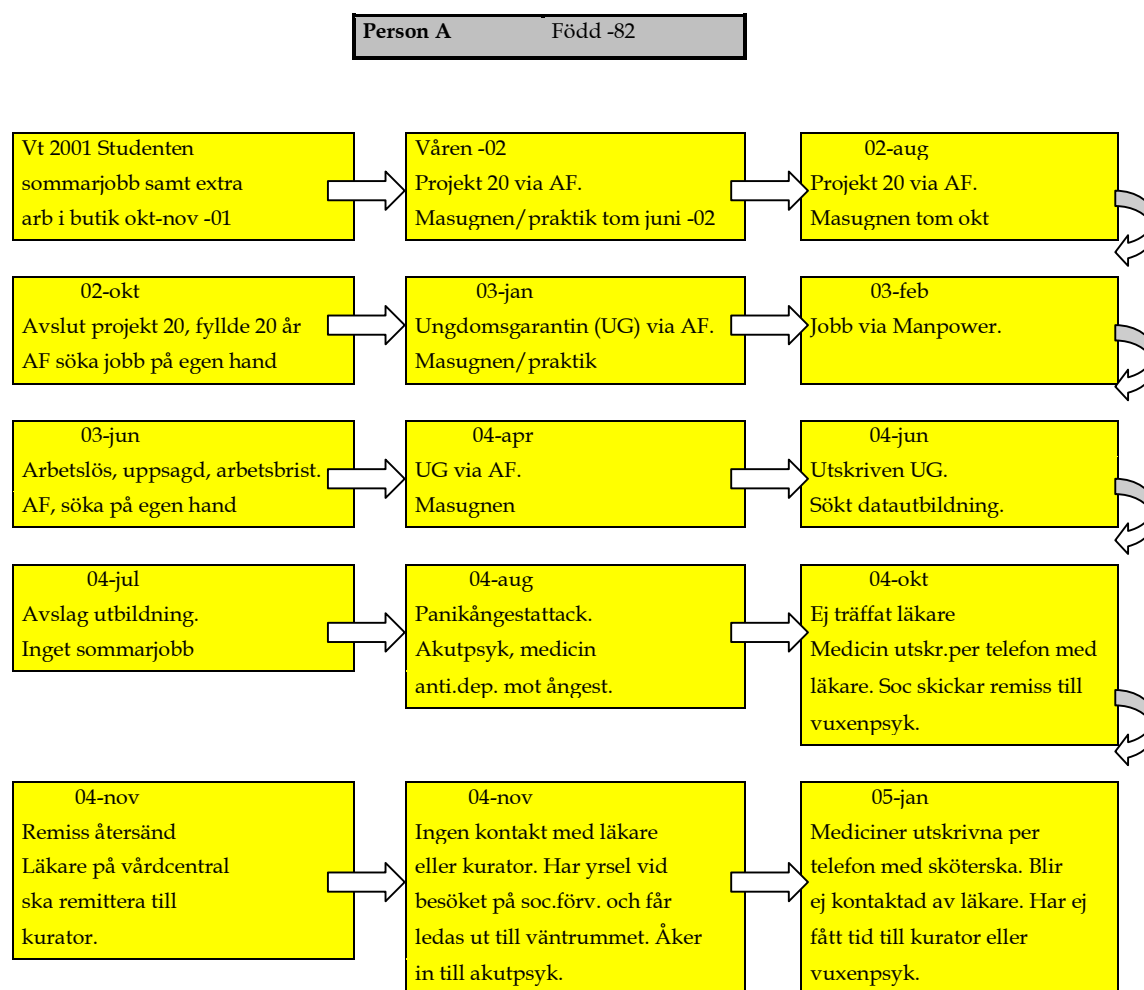 Person A Född -82
Vt 2001 Studenten
sommarjobb samt extra
arb i butik okt-nov -01
Våren -02
Projekt 20 via AF.
Masugnen/praktik tom juni -02
02-aug
Projekt 20 via AF.
Masugnen tom okt
02-okt
Avslut projekt 20, fyllde 20 år
AF söka jobb på egen hand
03-jan
Ungdomsgarantin (UG) via AF.
Masugnen/praktik
03-feb
Jobb via Manpower.
03-jun
Arbetslös, uppsagd, arbetsbrist.
AF, söka på egen hand
04-apr
UG via AF.
Masugnen
04-jun
Utskriven UG.
Sökt datautbildning.
04-jul
Avslag utbildning.
Inget sommarjobb
04-aug
Panikångestattack.
Akutpsyk, medicin
anti.dep. mot ångest.
04-okt
Ej träffat läkare
Medicin utskr.per telefon med
läkare. Soc skickar remiss till
vuxenpsyk.
04-nov
Remiss återsänd
Läkare på vårdcentral
ska remittera till
kurator.
04-nov
Ingen kontakt med läkare
eller kurator. Har yrsel vid
besöket på soc.förv. och får
ledas ut till väntrummet. Åker
in till akutpsyk.
05-jan
Mediciner utskrivna per
telefon med sköterska. Blir
ej kontaktad av läkare. Har ej
fått tid till kurator eller
vuxenpsyk.